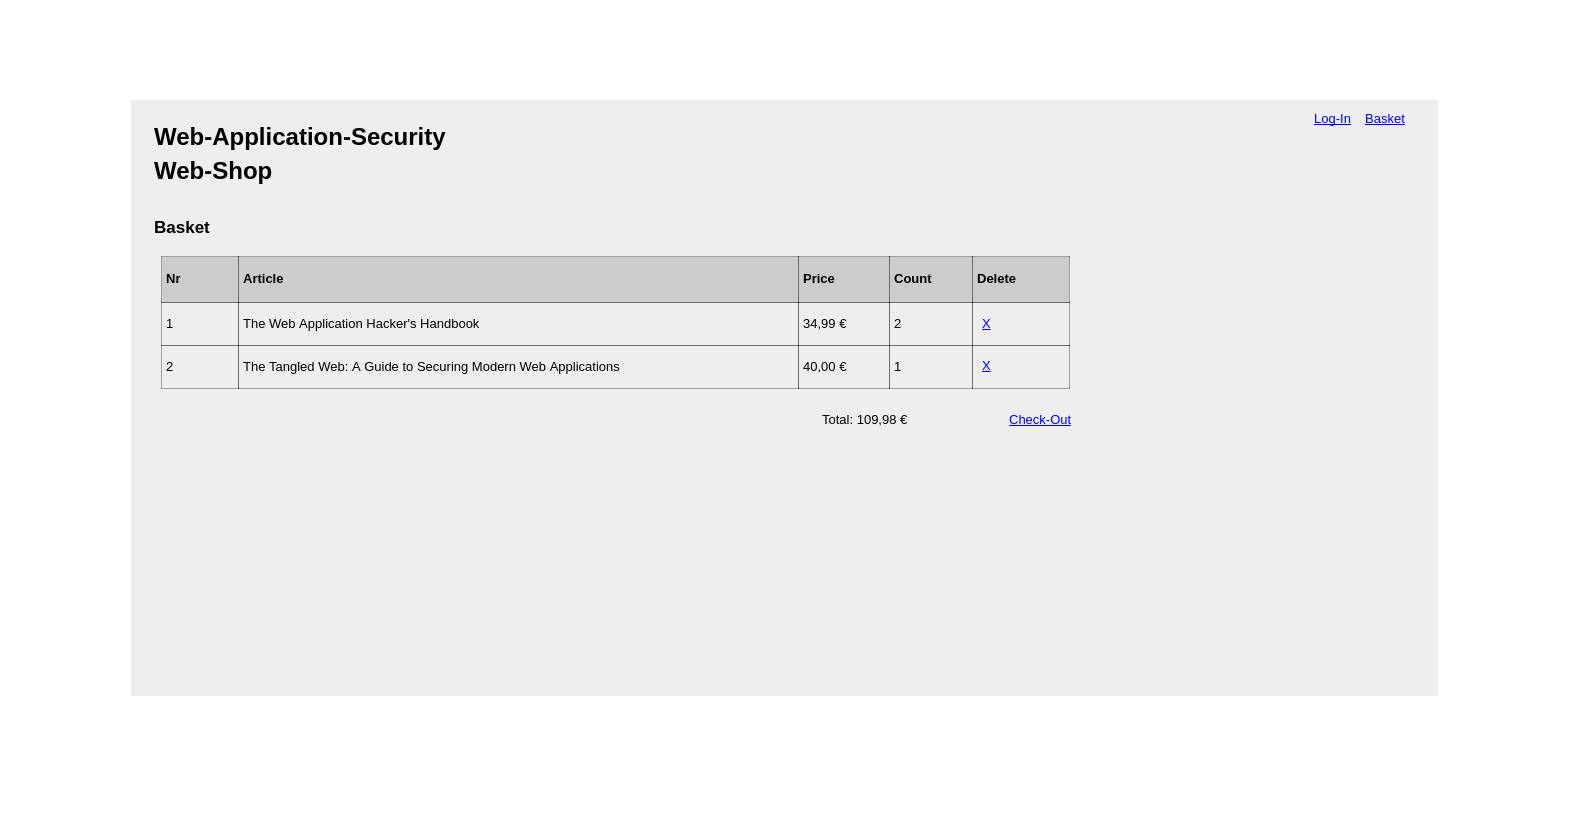 Log-In Basket
Web-Application-Security
Web-Shop
Basket
Nr Article Price Count Delete
1 The Web Application Hacker's Handbook 34,99 € 2 X
2 The Tangled Web: A Guide to Securing Modern Web Applications 40,00 € 1 X
Total: 109,98 € Check-Out